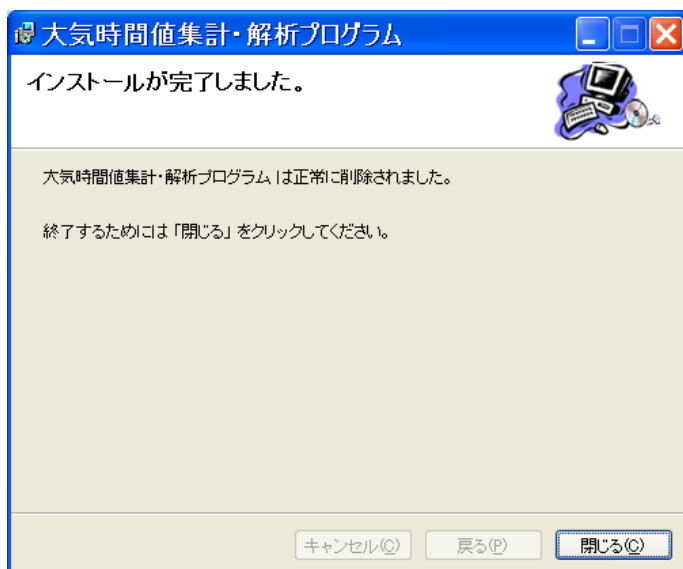 大気時間値集計・解析プログラム
インストールが完了しました。
大気時間値集計・解析プログラム は正常に削除されました。
終了するためには「閉じる」をクリックしてください。
キャンセル(C) 戻る(P) 閉じる(C)